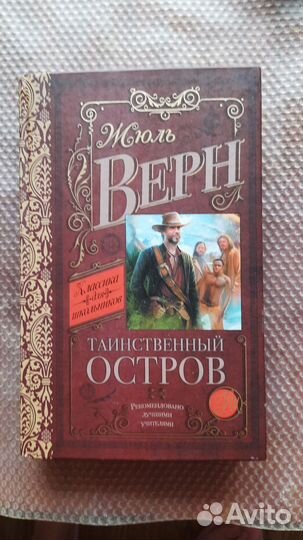 Жюль
ВЕРН
Классика
для
школьников
ТАИНСТВЕННЫЙ
ОСТРОВ
Рекомендовано
лучшими
учителями
Avito